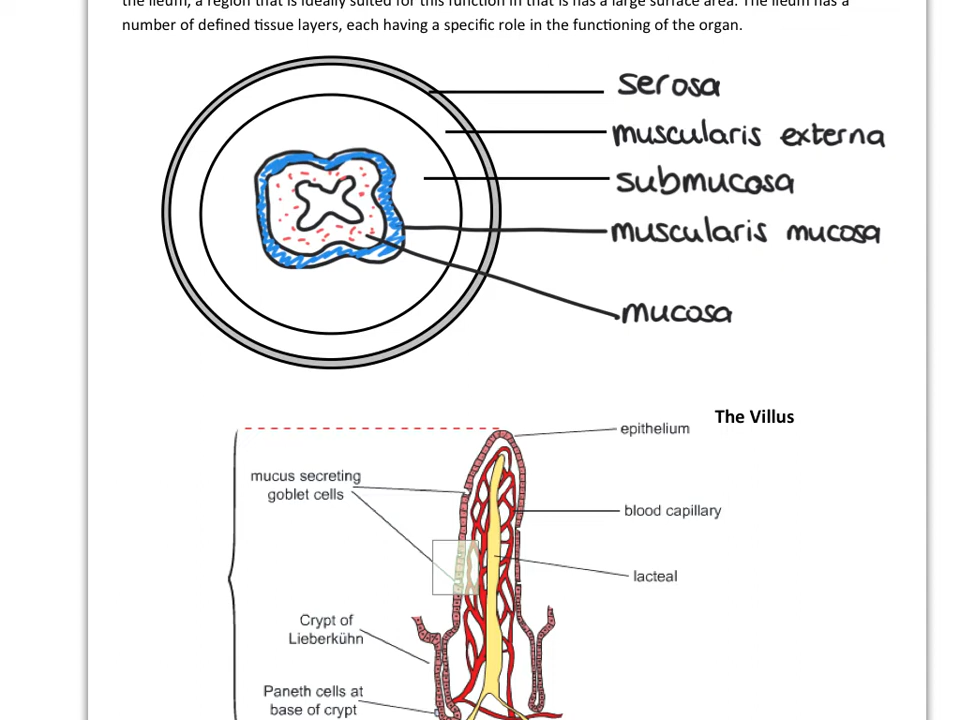 the ileum, a region that is ideally suited for this function in that is has a large surface area. The ileum has a
number of defined tissue layers, each having a specific role in the functioning of the organ.
serosa
muscularis externa
submucosa
muscularis mucosa
mucosa
The Villus
epithelium
mucus secreting
goblet cells
blood capillary
lacteal
Crypt of
Lieberkühn
Paneth cells at
base of crypt